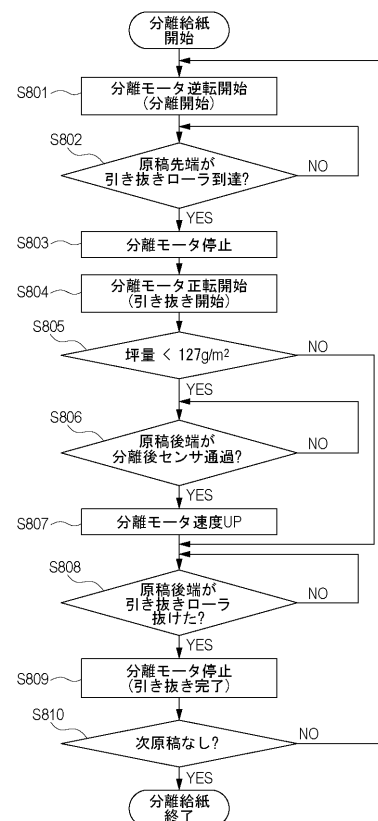 分離給紙
開始
S801
分離モータ逆転開始
(分離開始)
S802
原稿先端が
引き抜きローラ到達?
NO
YES
S803
分離モータ停止
S804
分離モータ正転開始
(引き抜き開始)
S805
坪量 < 127g/m²
NO
YES
S806
原稿後端が
分離後センサ通過?
NO
YES
S807
分離モータ速度UP
S808
原稿後端が
引き抜きローラ
抜けた?
NO
YES
S809
分離モータ停止
(引き抜き完了)
S810
次原稿なし?
NO
YES
分離給紙
終了